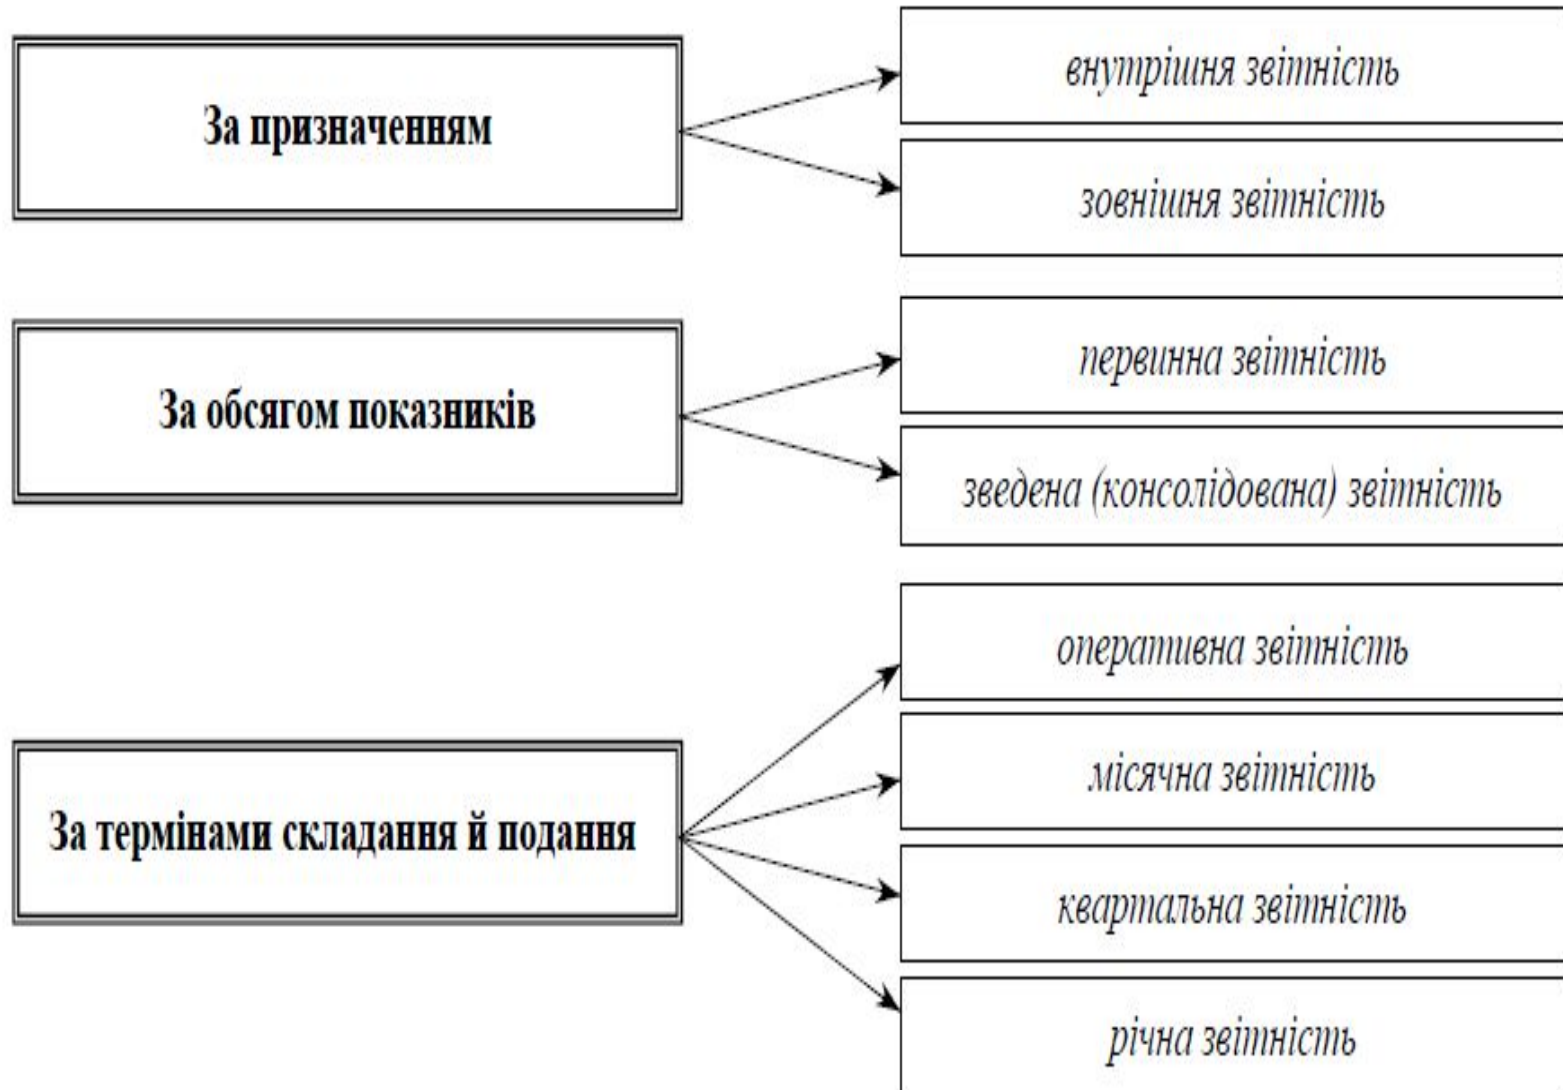 За призначенням
внутрішня звітність
зовнішня звітність
За обсягом показників
первинна звітність
зведена (консолідована) звітність
За термінами складання й подання
оперативна звітність
місячна звітність
квартальна звітність
річна звітність